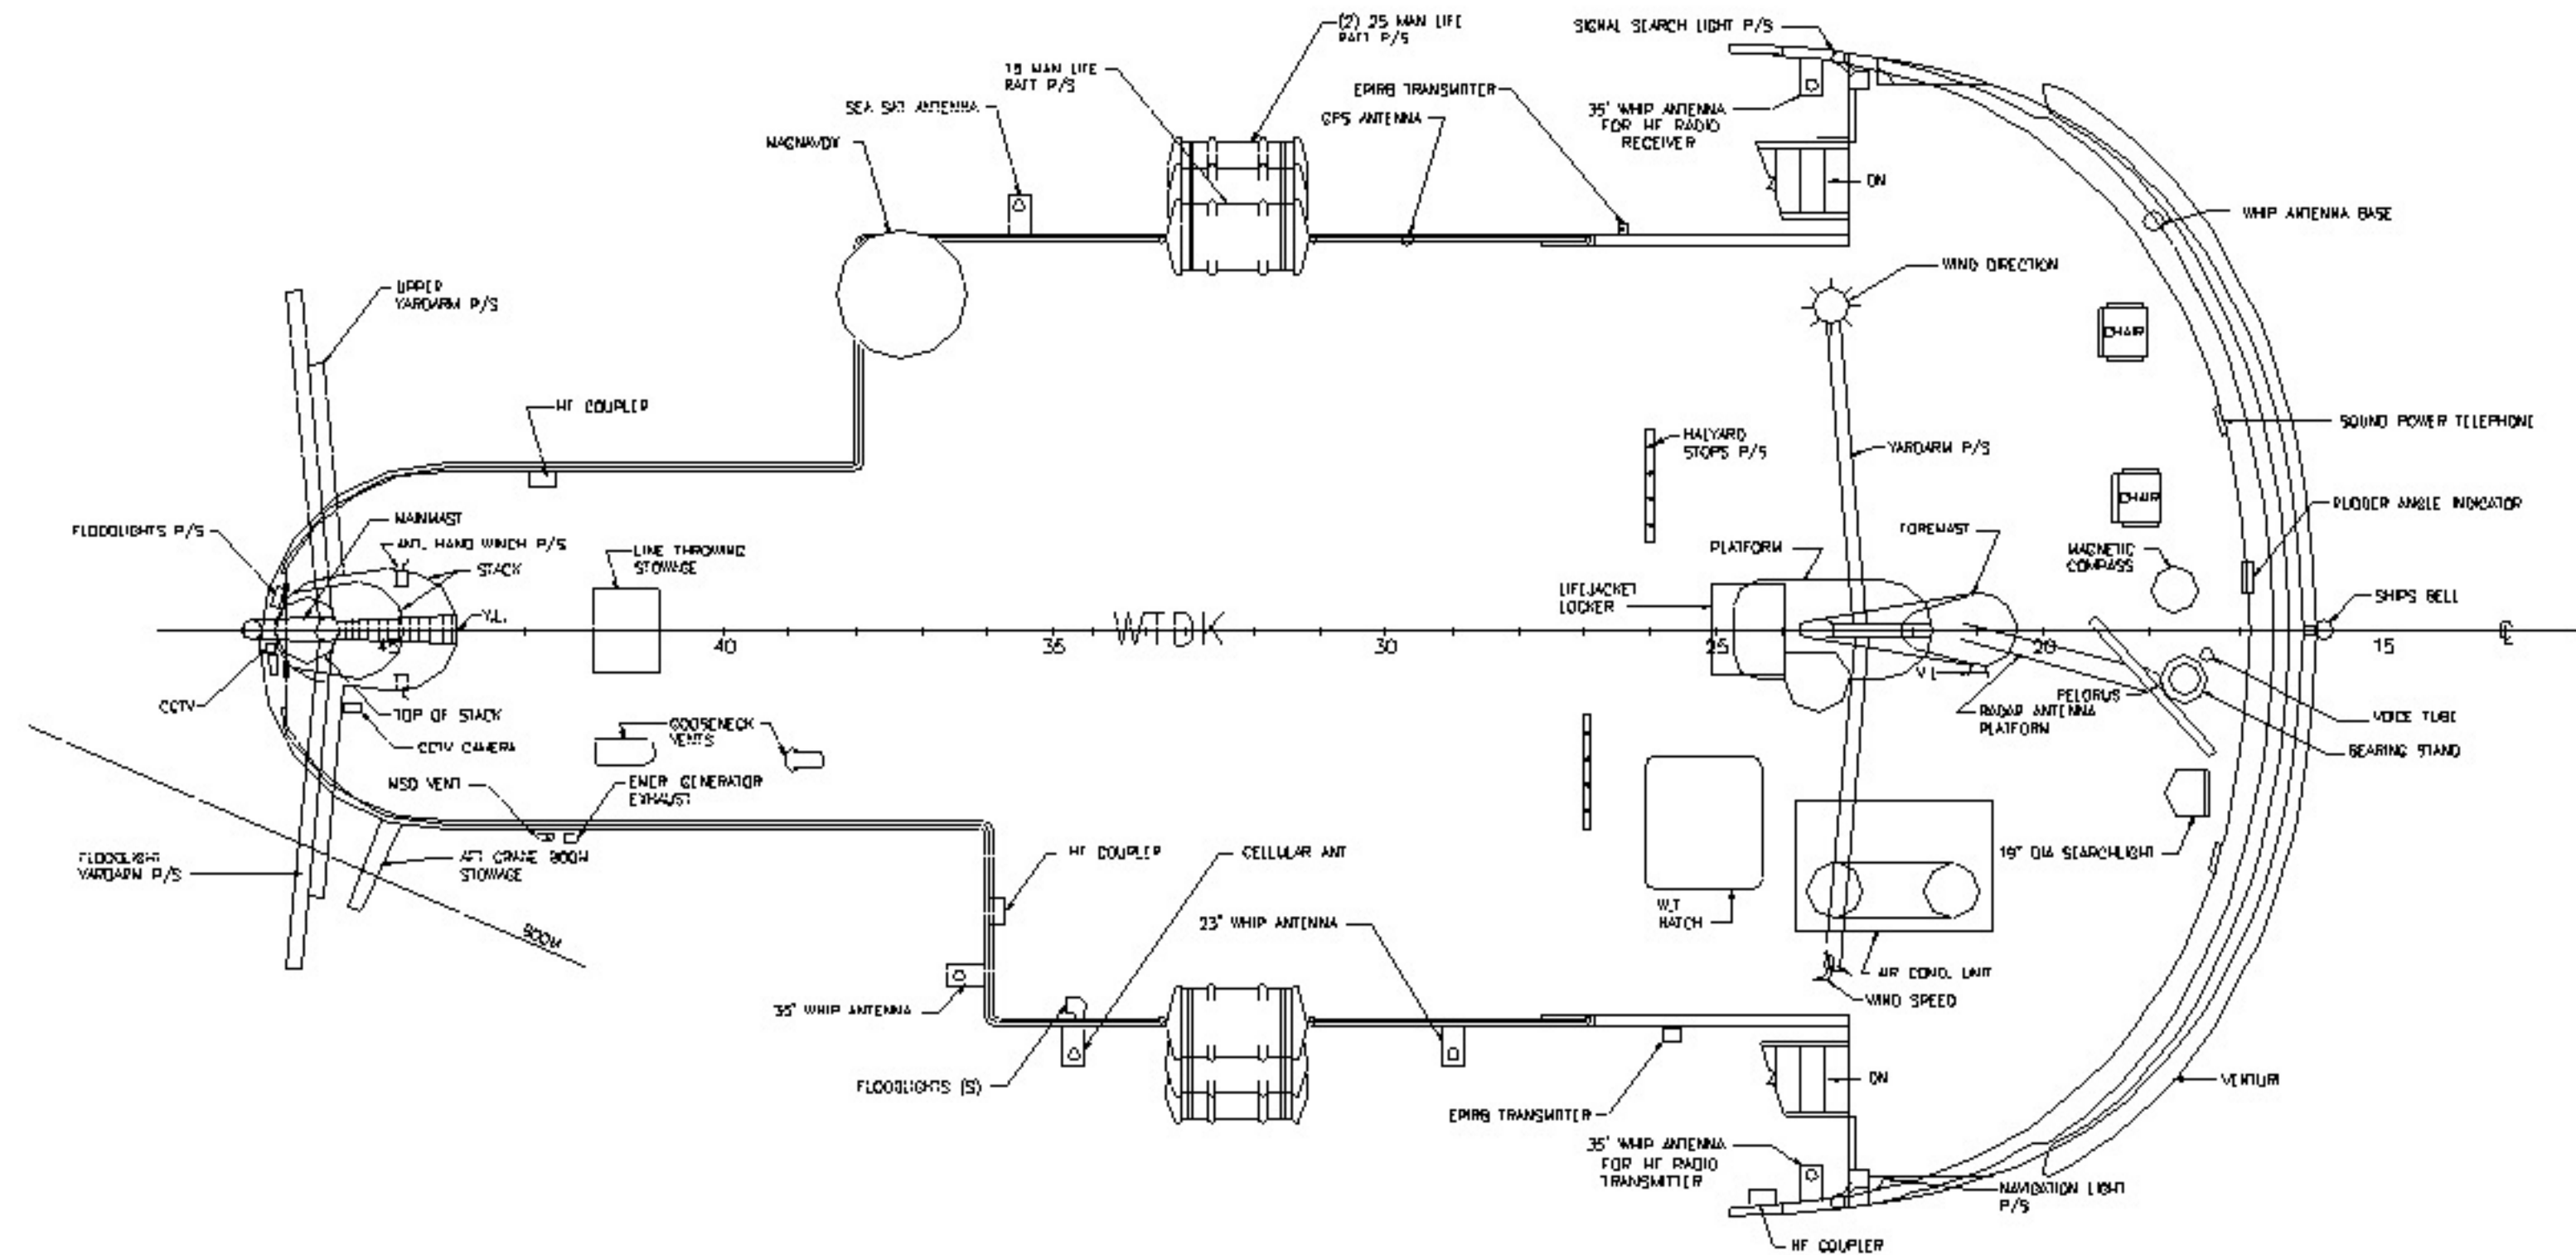 (2) 25 MAN LIFE
RAFT P/S
SIGNAL SEARCH LIGHT P/S
15 MAN LIFE
RAFT P/S
SEA SAT ANTENNA
EPIRB TRANSMITER
GPS ANTENNA
35' WHIP ANTENNA
FOR HF RADIO
RECEIVER
MAGNAVOX
DN
WHIP ANTENNA BASE
WIND DIRECTION
UPPER
YARDARM P/S
CHAIR
HF COUPLER
HALYARD
STOPS P/S
YARDARM P/S
SOUND POWER TELEPHONE
CHAIR
RUDDER ANGLE INDICATOR
FLOODLIGHTS P/S
MAINMAST
ANT. HAND WINCH P/S
STACK
LINE THROWING
STOWAGE
PLATFORM
FOREMAST
MAGNETIC
COMPASS
LIFEJACKET
LOCKER
SHIPS BELL
V.L.
WTDK
45
40
35
30
25
20
15
℄
V.L.
CCTV
TOP OF STACK
CCTV CAMERA
GOOSENECK
VENTS
PELORUS
RADAR ANTENNA
PLATFORM
VOICE TUBE
BEARING STAND
MSD VENT
EMER GENERATOR
EXHAUST
FLOODLIGHT
YARDARM P/S
AFT CRANE BOOM
STOWAGE
BOOM
HF COUPLER
CELLULAR ANT
19" DIA SEARCHLIGHT
W.T
HATCH
23' WHIP ANTENNA
AIR COND. UNIT
WIND SPEED
35' WHIP ANTENNA
FLOODLIGHTS (S)
DN
VENTURI
EPIRB TRANSMITER
35' WHIP ANTENNA
FOR HF RADIO
TRANSMITTER
NAVIGATION LIGHT
P/S
HF COUPLER